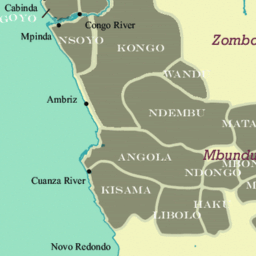 Cabinda
GOYO
Congo River
Mpinda
NSOYO
KONGO
Zombo
WANDU
Ambriz
NDEMBU
MATA
ANGOLA
Mbundu
MBON
NDONGO
Cuanza River
KISAMA
HAKU
LIBOLO
Novo Redondo